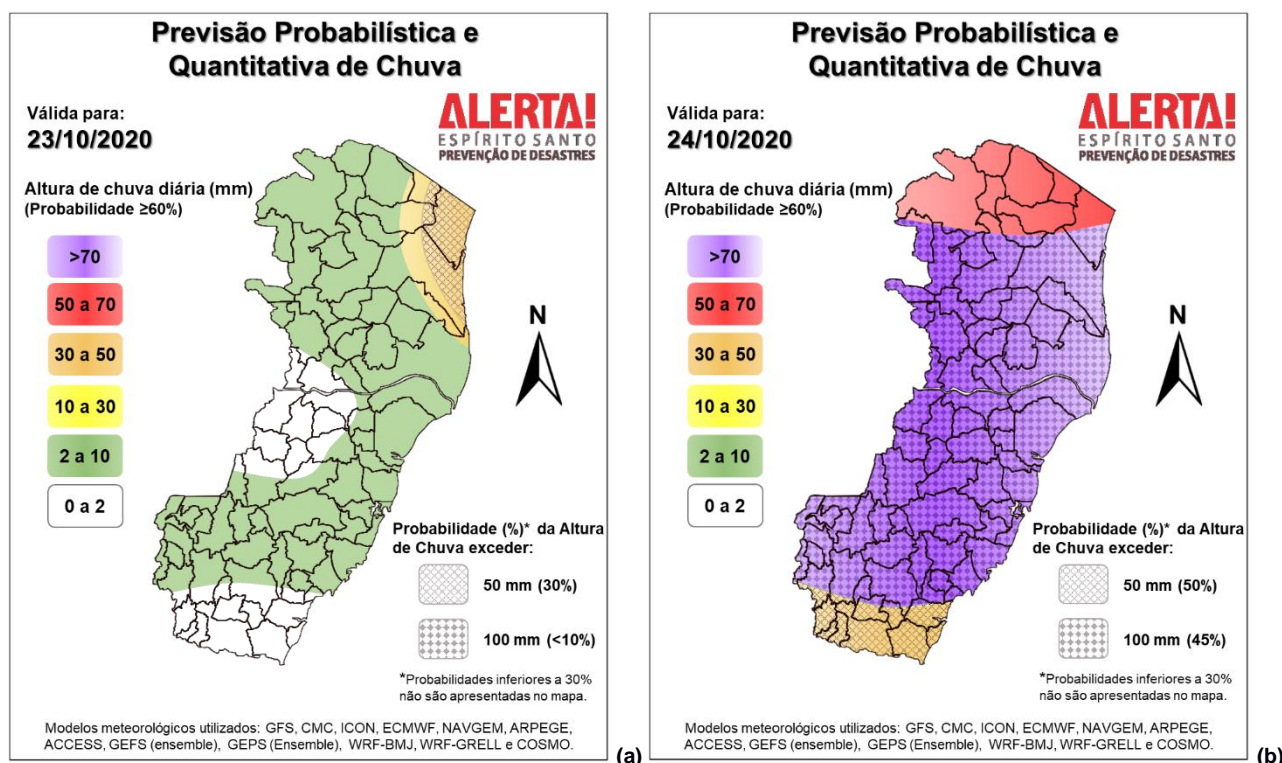 Previsão Probabilística e
Quantitativa de Chuva
Válida para:
23/10/2020
ALERTA!
ESPÍRITO SANTO
PREVENÇÃO DE DESASTRES
Altura de chuva diária (mm)
(Probabilidade ≥60%)
>70
50 a 70
30 a 50
10 a 30
2 a 10
0 a 2
N
Probabilidade (%)* da Altura
de Chuva exceder:
50 mm (30%)
100 mm (<10%)
*Probabilidades inferiores a 30%
não são apresentadas no mapa.
Modelos meteorológicos utilizados: GFS, CMC, ICON, ECMWF, NAVGEM, ARPEGE,
ACCESS, GEFS (ensemble), GEPS (Ensemble), WRF-BMJ, WRF-GRELL e COSMO.
(a)
Previsão Probabilística e
Quantitativa de Chuva
Válida para:
24/10/2020
ALERTA!
ESPÍRITO SANTO
PREVENÇÃO DE DESASTRES
Altura de chuva diária (mm)
(Probabilidade ≥60%)
>70
50 a 70
30 a 50
10 a 30
2 a 10
0 a 2
N
Probabilidade (%)* da Altura
de Chuva exceder:
50 mm (50%)
100 mm (45%)
*Probabilidades inferiores a 30%
não são apresentadas no mapa.
Modelos meteorológicos utilizados: GFS, CMC, ICON, ECMWF, NAVGEM, ARPEGE,
ACCESS, GEFS (ensemble), GEPS (Ensemble), WRF-BMJ, WRF-GRELL e COSMO.
(b)